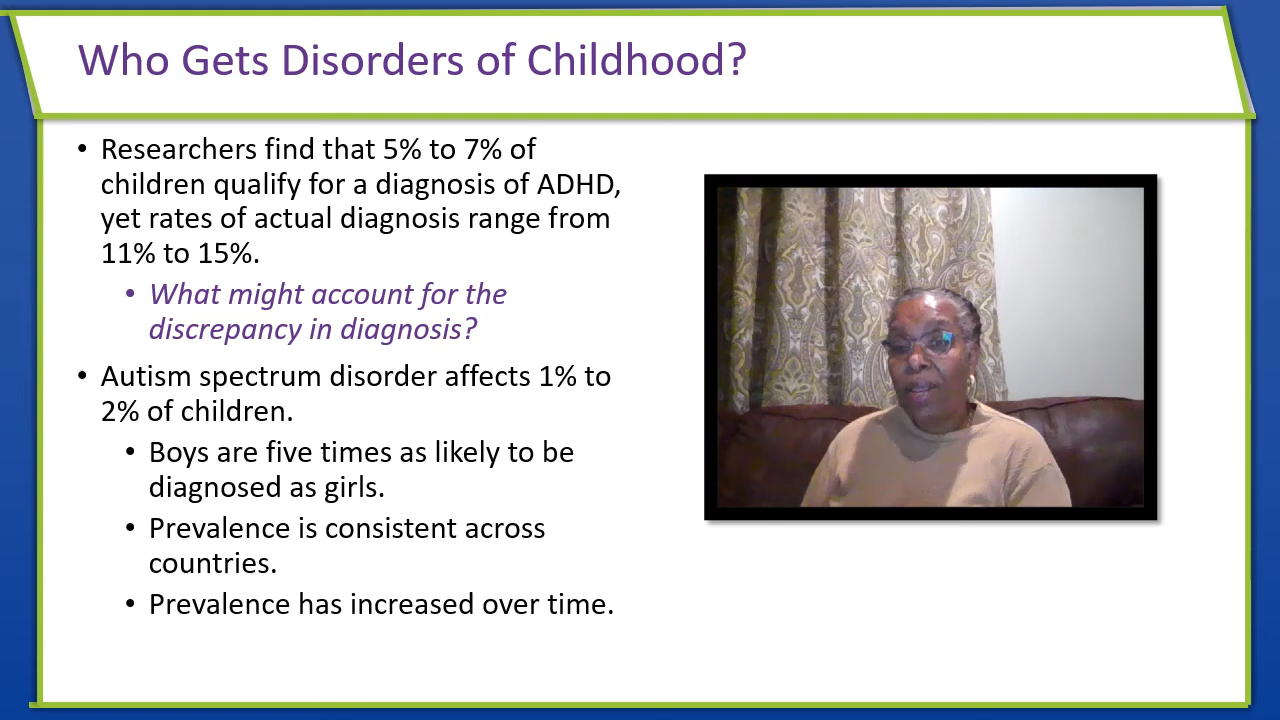 Who Gets Disorders of Childhood?
• Researchers find that 5% to 7% of
children qualify for a diagnosis of ADHD,
yet rates of actual diagnosis range from
11% to 15%.
• What might account for the
discrepancy in diagnosis?
• Autism spectrum disorder affects 1% to
2% of children.
• Boys are five times as likely to be
diagnosed as girls.
• Prevalence is consistent across
countries.
• Prevalence has increased over time.